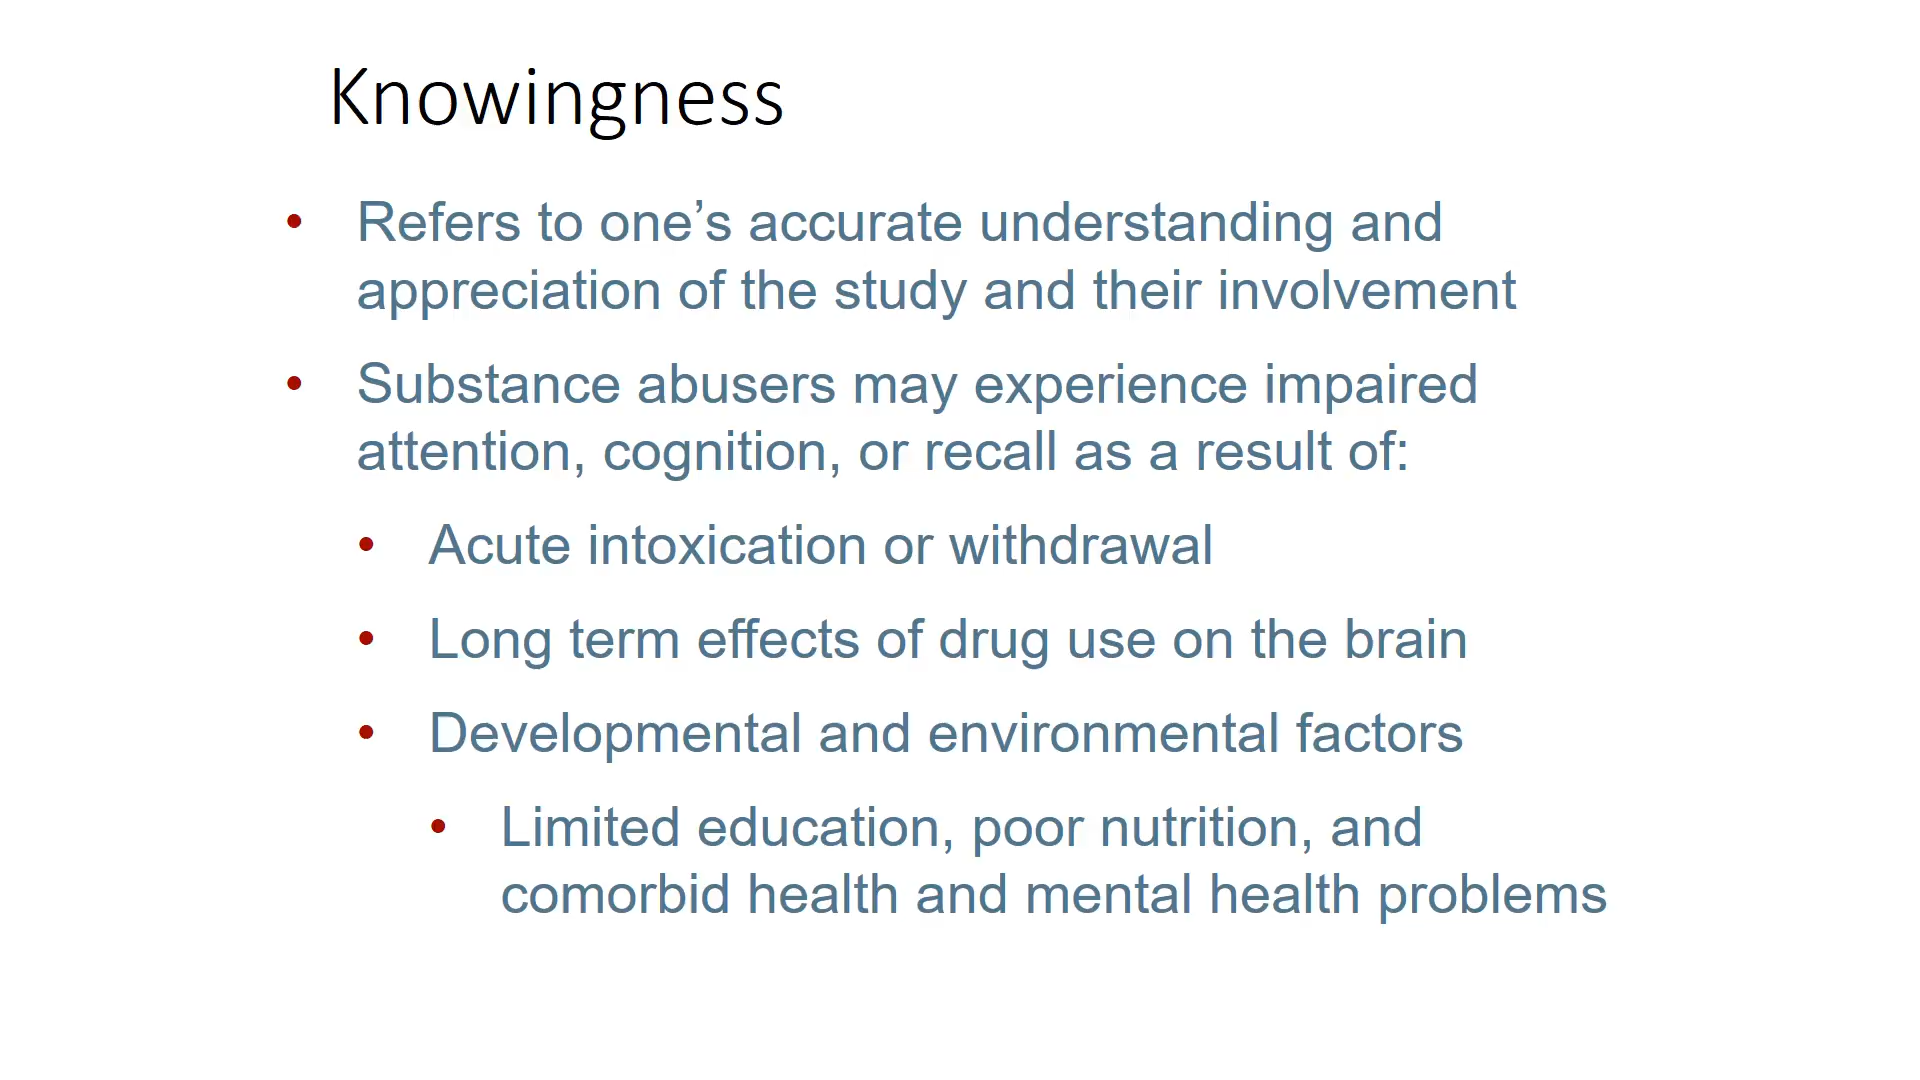 Knowingness
• Refers to one’s accurate understanding and
appreciation of the study and their involvement
• Substance abusers may experience impaired
attention, cognition, or recall as a result of:
• Acute intoxication or withdrawal
• Long term effects of drug use on the brain
• Developmental and environmental factors
• Limited education, poor nutrition, and
comorbid health and mental health problems